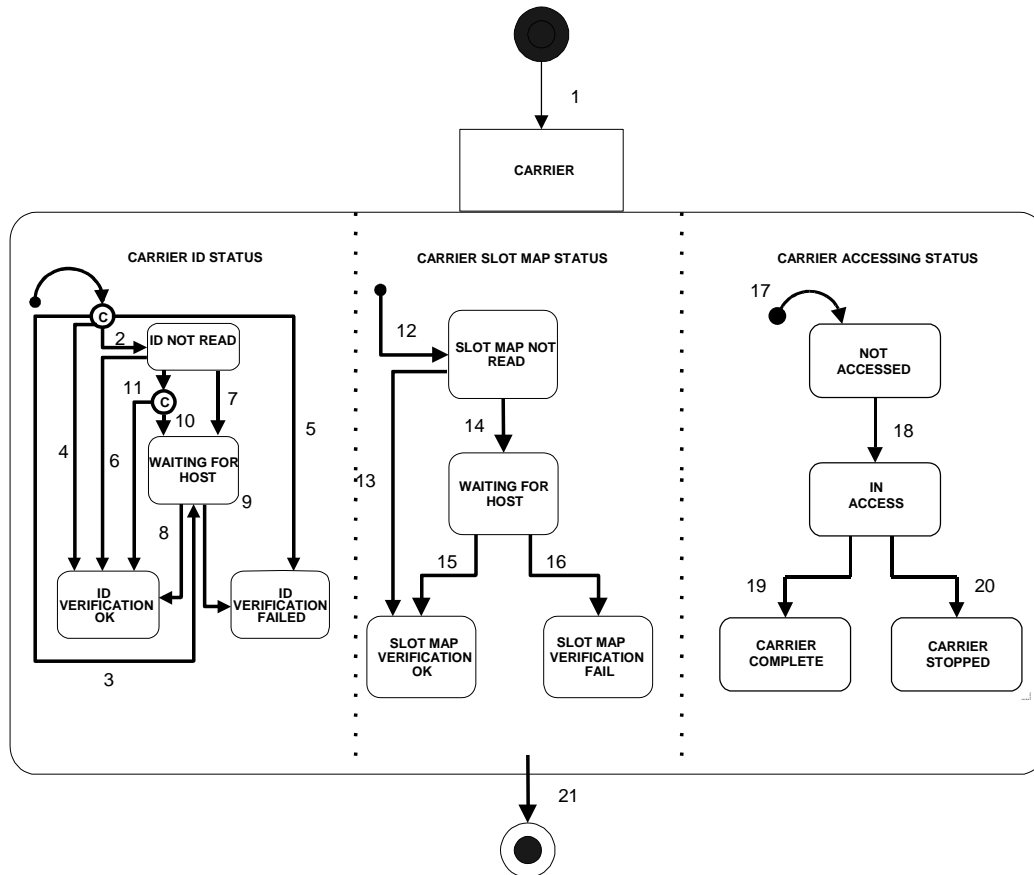 1
CARRIER
CARRIER ID STATUS
CARRIER SLOT MAP STATUS
CARRIER ACCESSING STATUS
C
2
ID NOT READ
11
C
10
7
4
6
5
WAITING FOR
HOST
8
9
ID
VERIFICATION
OK
ID
VERIFICATION
FAILED
3
12
SLOT MAP NOT
READ
14
13
WAITING FOR
HOST
15
16
SLOT MAP
VERIFICATION
OK
SLOT MAP
VERIFICATION
FAIL
17
NOT
ACCESSED
18
IN
ACCESS
19
20
CARRIER
COMPLETE
CARRIER
STOPPED
21